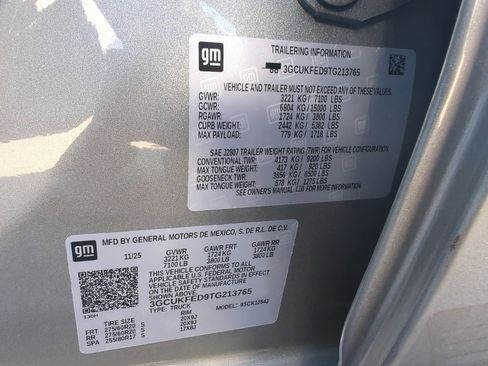 gm
TRAILERING INFORMATION
3GCUKFED9TG213765
VEHICLE AND TRAILER MUST NOT EXCEED ANY OF THESE VALUES:
GVWR: 3221 KG / 7100 LBS
GCWR: 6804 KG / 15000 LBS
RGAWR: 1724 KG / 3800 LBS
CURB WEIGHT: 2442 KG / 5382 LBS
MAX PAYLOAD: 779 KG / 1718 LBS
SAE J2807 TRAILER WEIGHT RATING (TWR) FOR VEHICLE CONFIGURATION:
CONVENTIONAL TWR: 4173 KG / 9200 LBS
MAX TONGUE WEIGHT: 417 KG / 920 LBS
GOOSENECK TWR: 3856 KG / 8500 LBS
MAX TONGUE WEIGHT: 578 KG / 1275 LBS
SEE OWNER'S MANUAL FOR MORE INFORMATION
gm
MFD BY GENERAL MOTORS DE MEXICO, S. DE R.L. DE C.V.
11/25 GVWR GAWR FRT GAWR RR
3221 KG 1724 KG 1724 KG
7100 LB 3800 LB 3800 LB
THIS VEHICLE CONFORMS TO ALL
APPLICABLE U.S. FEDERAL MOTOR
VEHICLE SAFETY AND THEFT
PREVENTION STANDARDS IN EFFECT
ON THE DATE OF MANUFACTURE
SHOWN ABOVE.
3GCUKFED9TG213765
TYPE: TRUCK MODEL:
TIRE SIZE RIM
FRT 275/60R20 S 20X9J
RR 275/60R20 S 20X9J
SPA 255/80R17 S 17X8J